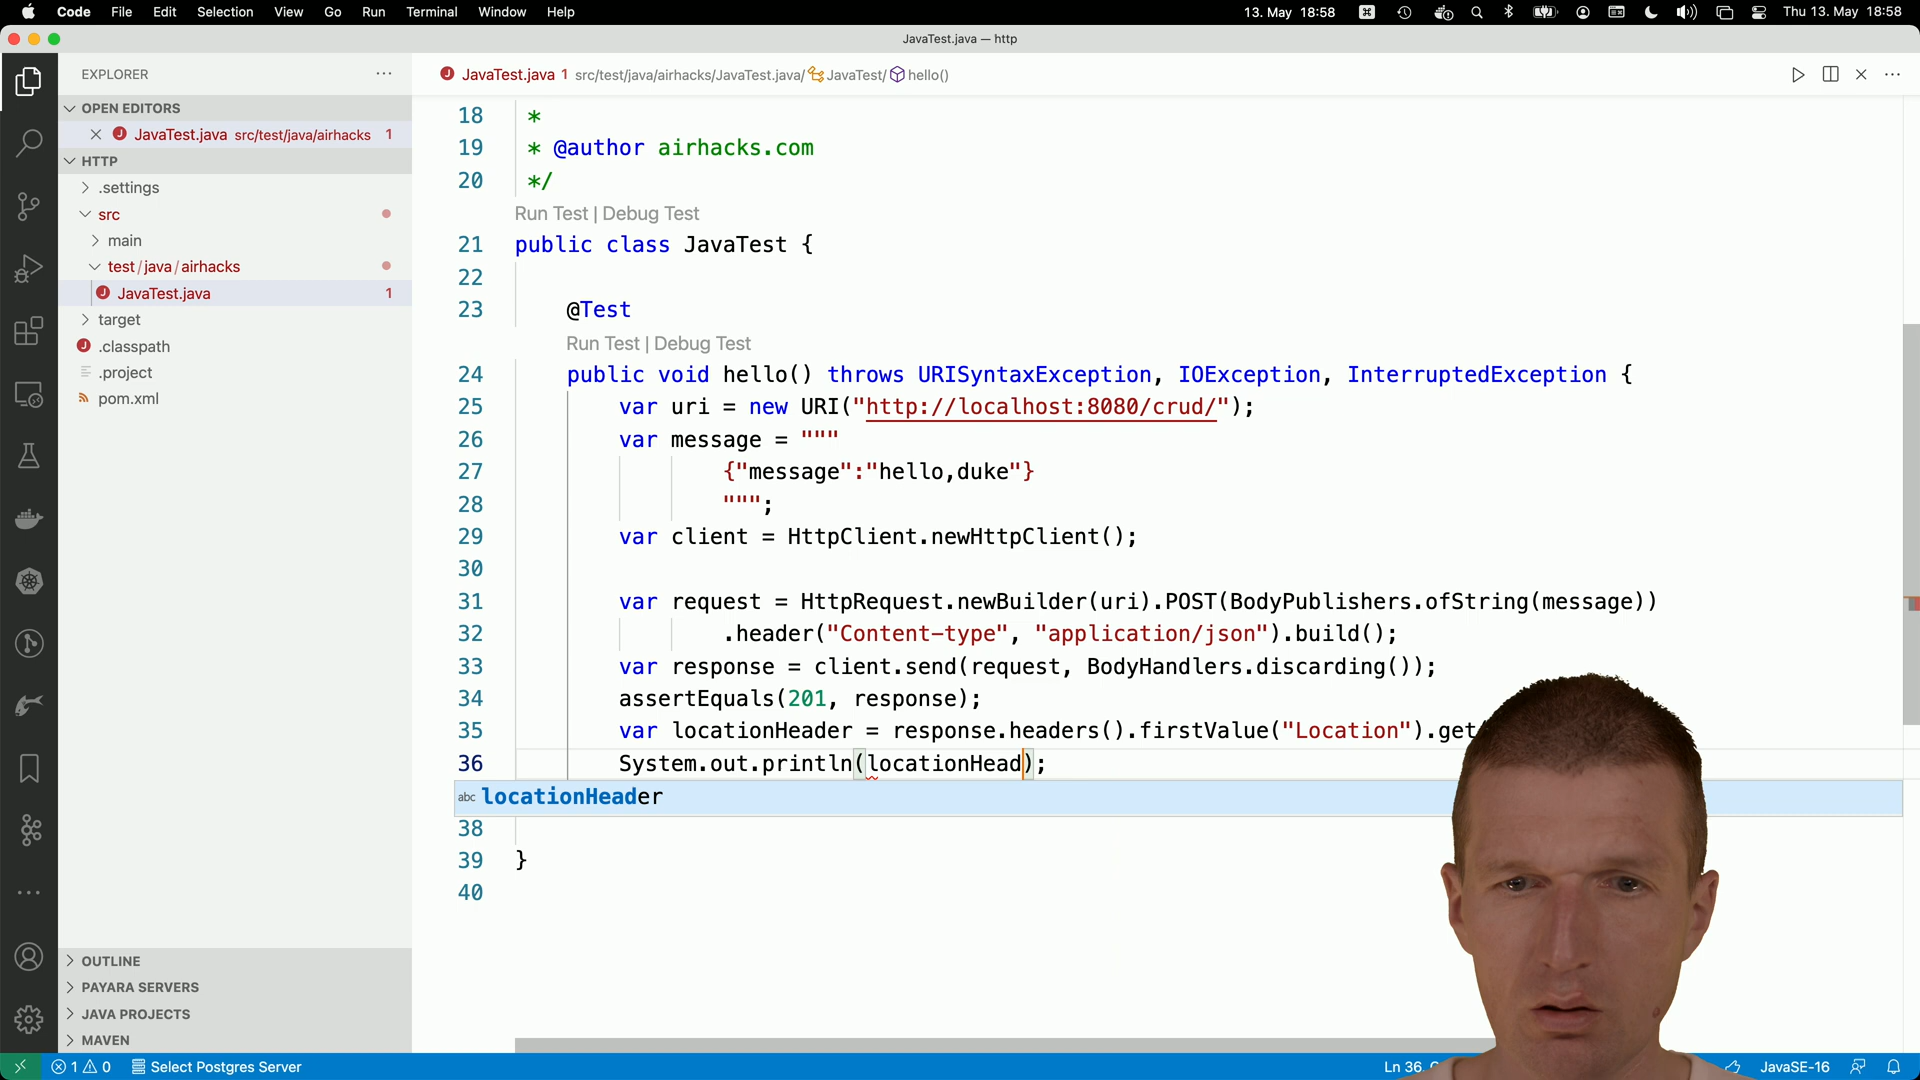 Code File Edit Selection View Go Run Terminal Window Help 13. May 18:58 Thu 13. May 18:58
JavaTest.java — http
EXPLORER
JavaTest.java 1 src/test/java/airhacks/JavaTest.java/ JavaTest/ hello()
OPEN EDITORS
JavaTest.java src/test/java/airhacks 1
HTTP
.settings
src
main
test/java/airhacks
JavaTest.java 1
target
.classpath
.project
pom.xml
OUTLINE
PAYARA SERVERS
JAVA PROJECTS
MAVEN
18 *
19 * @author airhacks.com
20 */
Run Test | Debug Test
21 public class JavaTest {
22
23 @Test
Run Test | Debug Test
24 public void hello() throws URISyntaxException, IOException, InterruptedException {
25 var uri = new URI("http://localhost:8080/crud/");
26 var message = """
27 {"message":"hello,duke"}
28 """;
29 var client = HttpClient.newHttpClient();
30
31 var request = HttpRequest.newBuilder(uri).POST(BodyPublishers.ofString(message))
32 .header("Content-type", "application/json").build();
33 var response = client.send(request, BodyHandlers.discarding());
34 assertEquals(201, response);
35 var locationHeader = response.headers().firstValue("Location").get
36 System.out.println(locationHead);
abc locationHeader
38
39 }
40
1 0 Select Postgres Server Ln 36, JavaSE-16